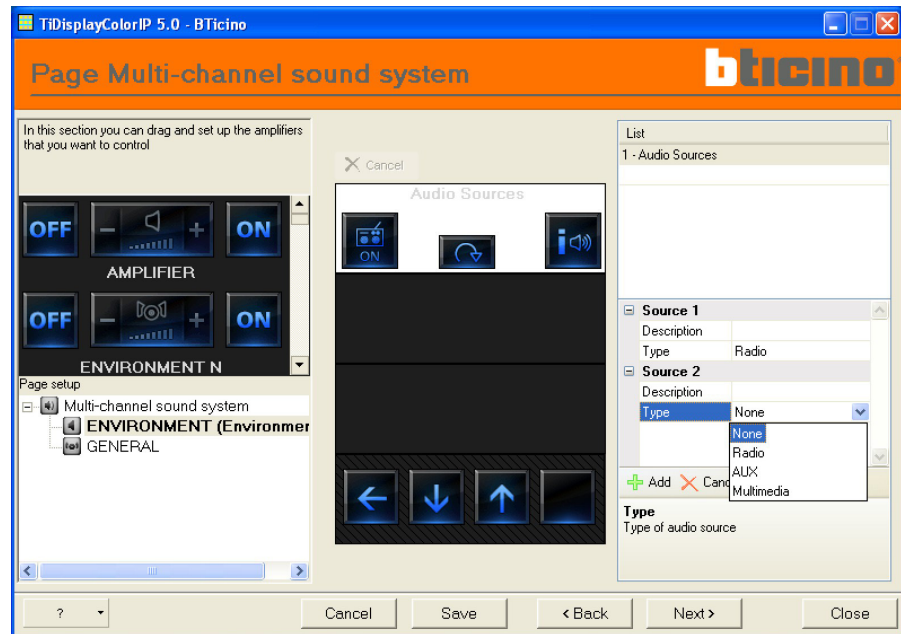 TiDisplayColorIP 5.0 - BTicino
Page Multi-channel sound system
bticino
In this section you can drag and set up the amplifiers
that you want to control
OFF
ON
AMPLIFIER
OFF
ON
ENVIRONMENT N
Page setup
Multi-channel sound system
ENVIRONMENT (Environmer
GENERAL
Cancel
Audio Sources
ON
i
List
1 - Audio Sources
Source 1
Description
Type Radio
Source 2
Description
Type None
None
Radio
AUX
Multimedia
Add Canc
Type
Type of audio source
?
Cancel
Save
< Back
Next >
Close